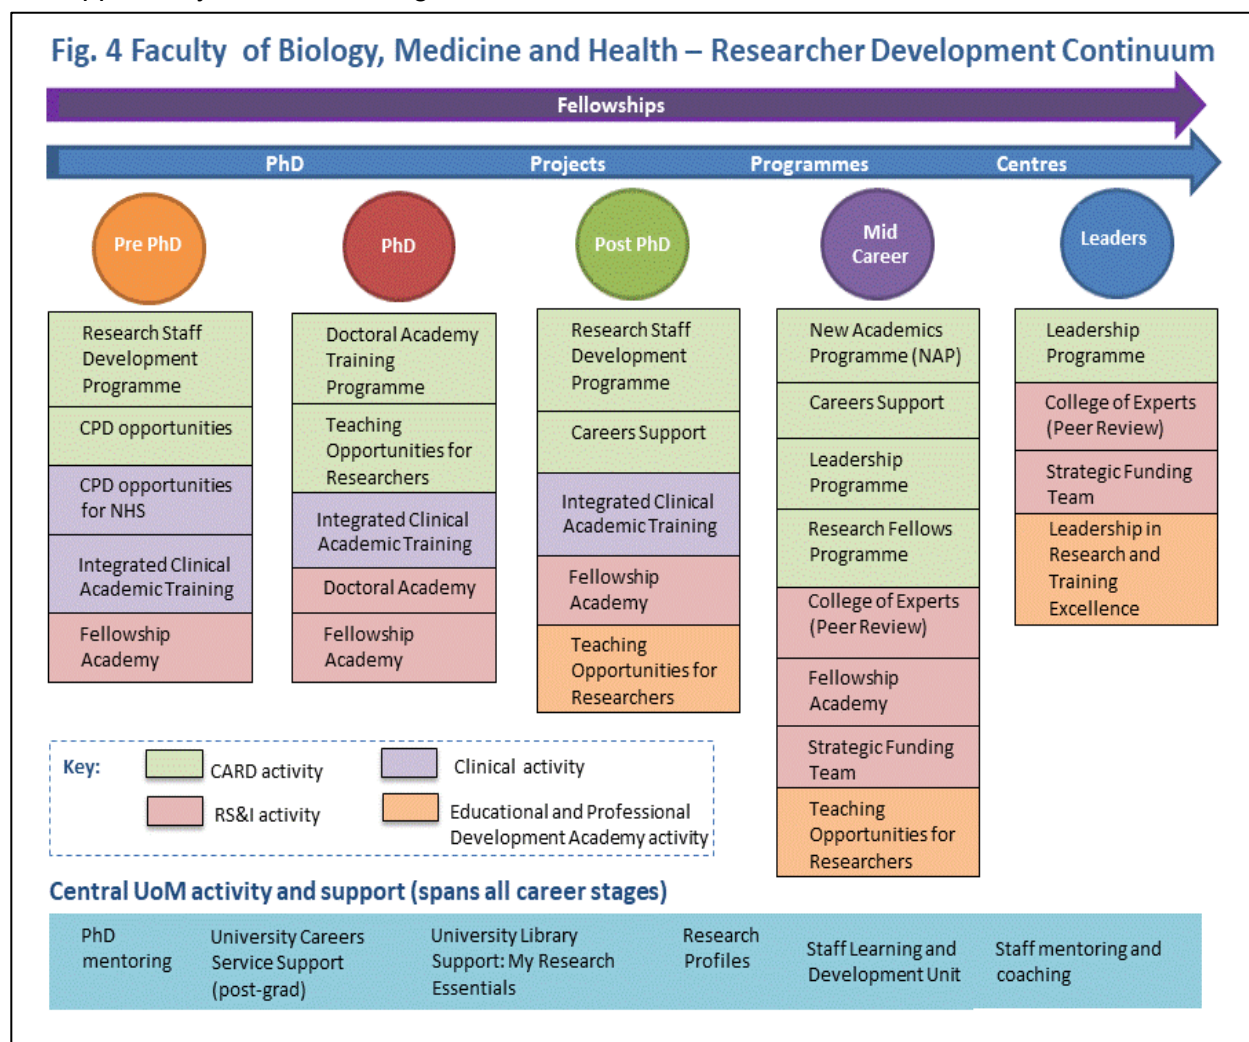 Fig. 4 Faculty of Biology, Medicine and Health – Researcher Development Continuum
Fellowships
PhD
Projects
Programmes
Centres
Pre PhD
PhD
Post PhD
Mid
Career
Leaders
Research Staff
Development
Programme
CPD opportunities
CPD opportunities
for NHS
Integrated Clinical
Academic Training
Fellowship
Academy
Doctoral Academy
Training
Programme
Teaching
Opportunities for
Researchers
Integrated Clinical
Academic Training
Doctoral Academy
Fellowship
Academy
Research Staff
Development
Programme
Careers Support
Integrated Clinical
Academic Training
Fellowship
Academy
Teaching
Opportunities for
Researchers
New Academics
Programme (NAP)
Careers Support
Leadership
Programme
Research Fellows
Programme
College of Experts
(Peer Review)
Fellowship
Academy
Strategic Funding
Team
Teaching
Opportunities for
Researchers
Leadership
Programme
College of Experts
(Peer Review)
Strategic Funding
Team
Leadership in
Research and
Training
Excellence
Key:
CARD activity
Clinical activity
RS&I activity
Educational and Professional
Development Academy activity
Central UoM activity and support (spans all career stages)
PhD
mentoring
University Careers
Service Support
(post-grad)
University Library
Support: My Research
Essentials
Research
Profiles
Staff Learning and
Development Unit
Staff mentoring and
coaching